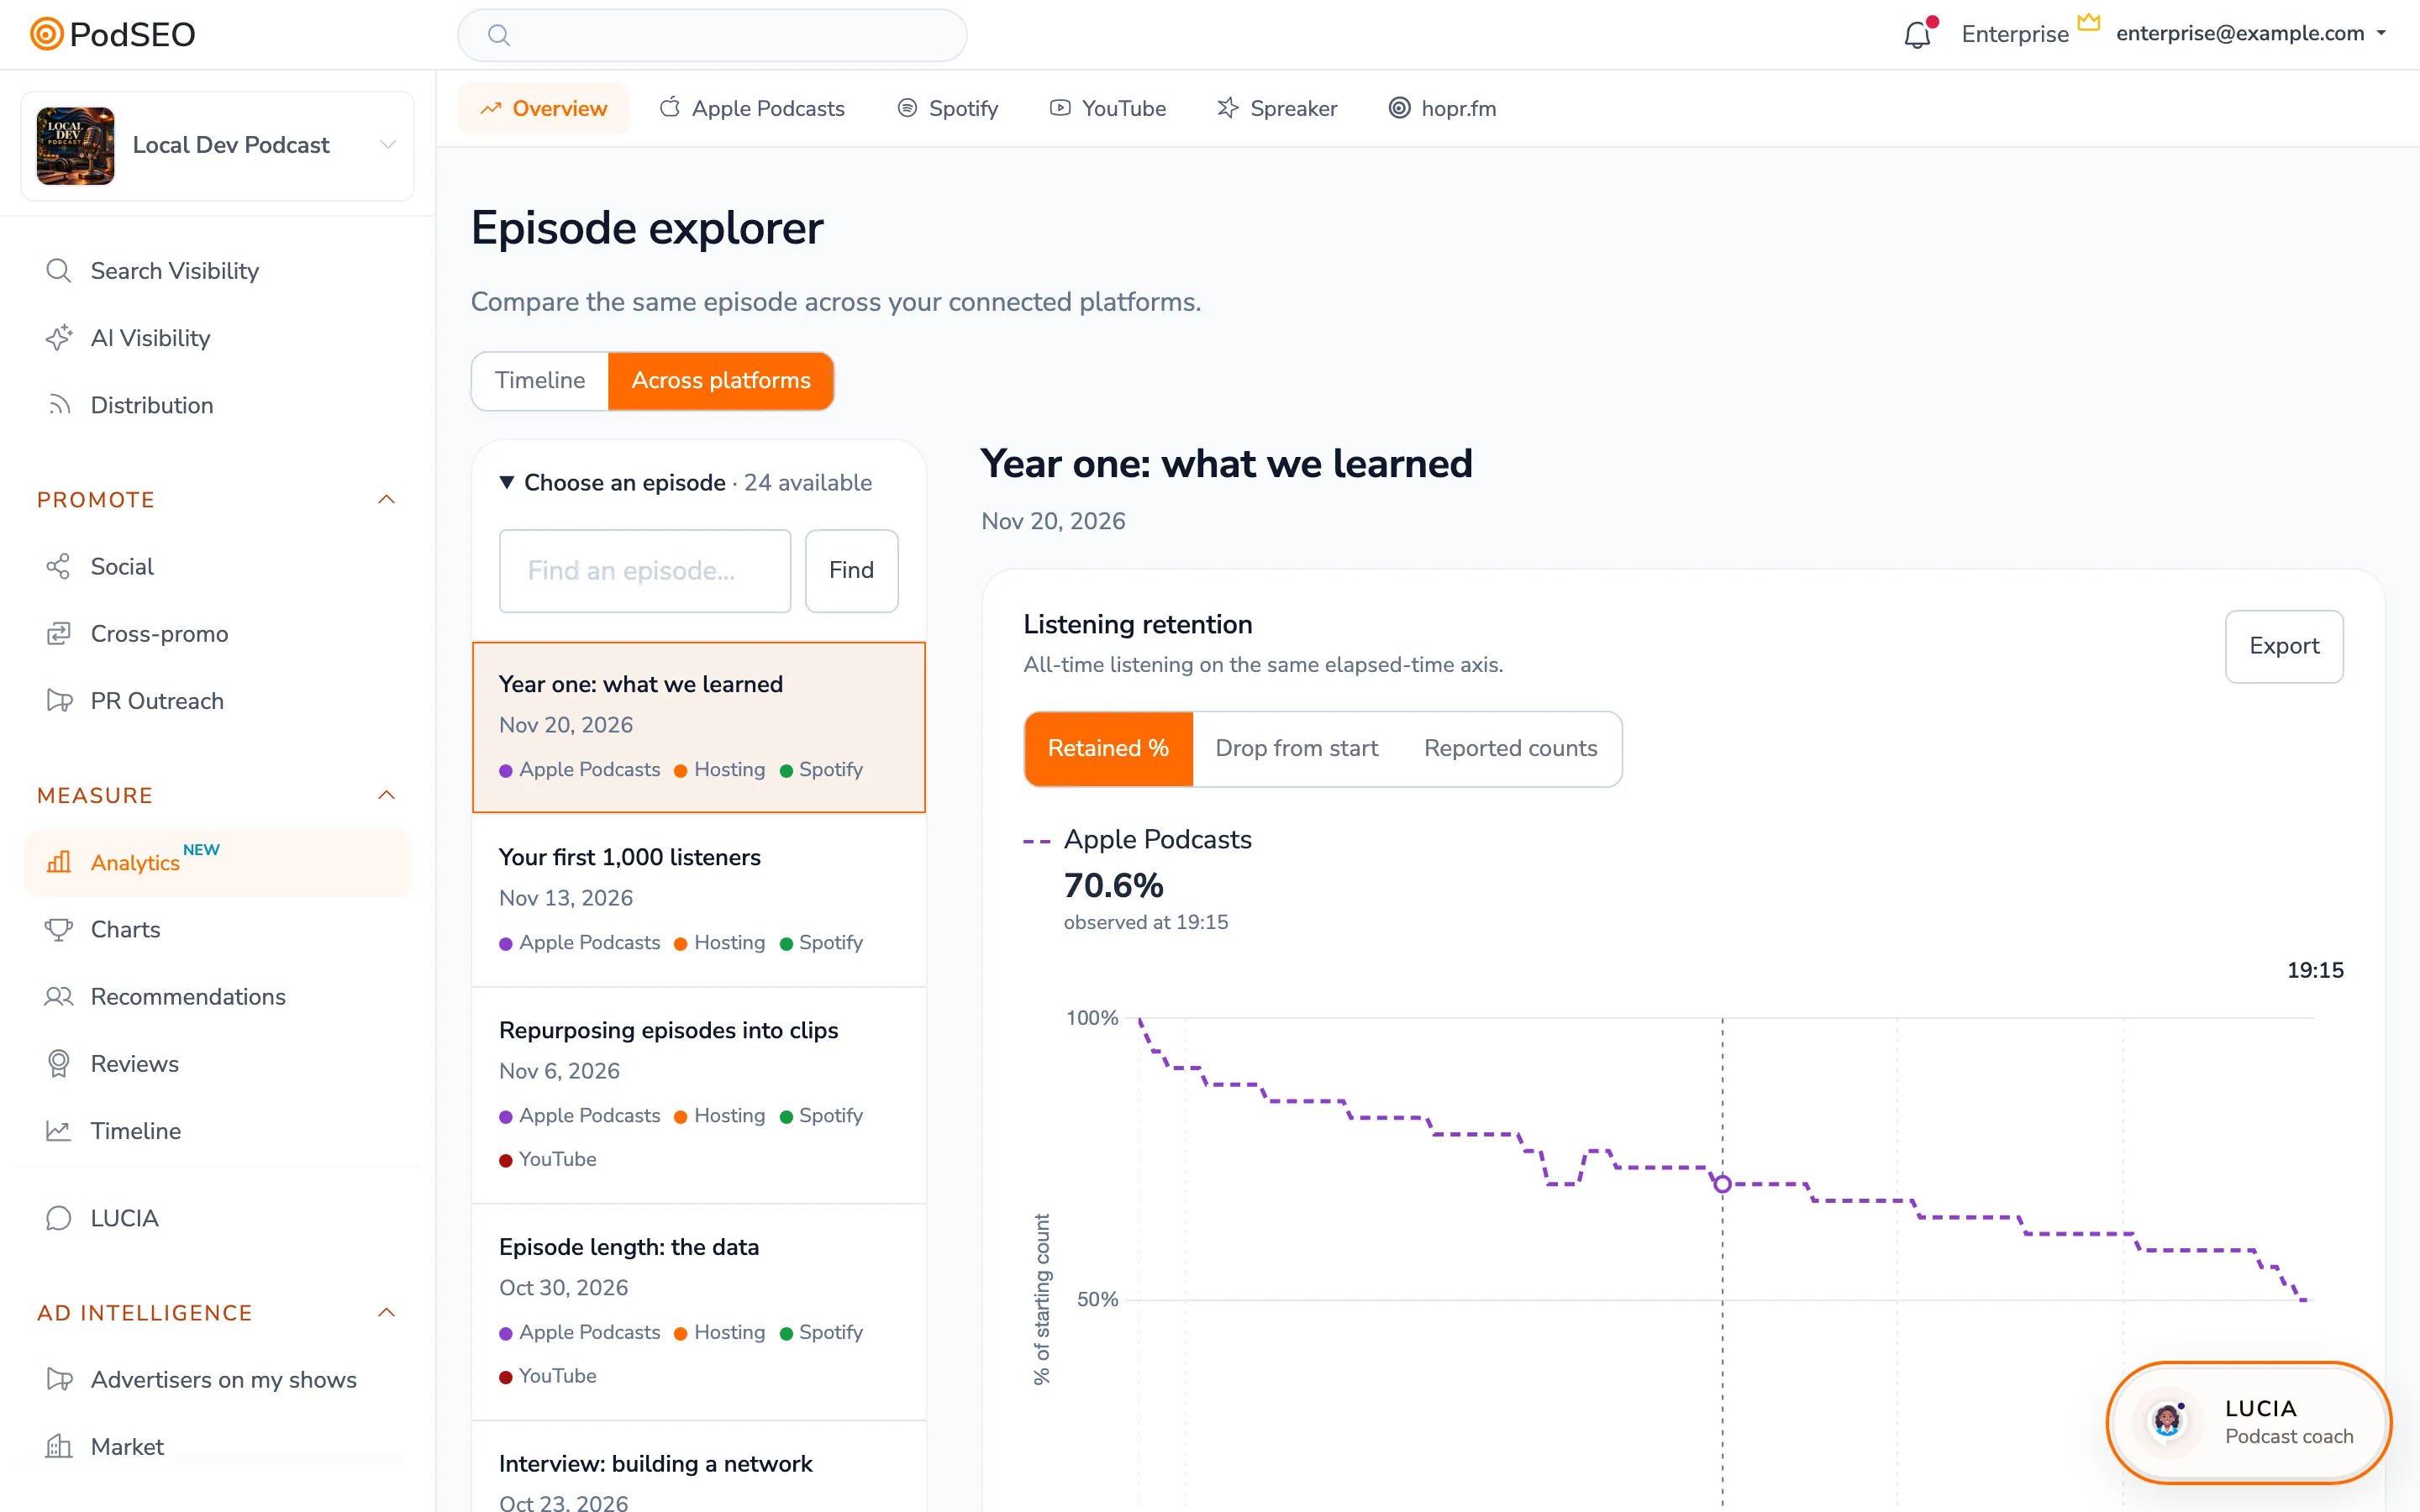 PodSEO
Enterprise
enterprise@example.com
LOCAL
DEV
PODCAST
Local Dev Podcast
Overview
Apple Podcasts
Spotify
YouTube
Spreaker
hopr.fm
Search Visibility
AI Visibility
Distribution
PROMOTE
Social
Cross-promo
PR Outreach
MEASURE
Analytics NEW
Charts
Recommendations
Reviews
Timeline
LUCIA
AD INTELLIGENCE
Advertisers on my shows
Market
Episode explorer
Compare the same episode across your connected platforms.
Timeline
Across platforms
Choose an episode · 24 available
Find an episode...
Find
Year one: what we learned
Nov 20, 2026
Apple Podcasts Hosting Spotify
Your first 1,000 listeners
Nov 13, 2026
Apple Podcasts Hosting Spotify
Repurposing episodes into clips
Nov 6, 2026
Apple Podcasts Hosting Spotify
YouTube
Episode length: the data
Oct 30, 2026
Apple Podcasts Hosting Spotify
YouTube
Interview: building a network
Oct 23, 2026
Year one: what we learned
Nov 20, 2026
Listening retention
All-time listening on the same elapsed-time axis.
Export
Retained %
Drop from start
Reported counts
Apple Podcasts
70.6%
observed at 19:15
19:15
100%
50%
% of starting count
LUCIA
Podcast coach